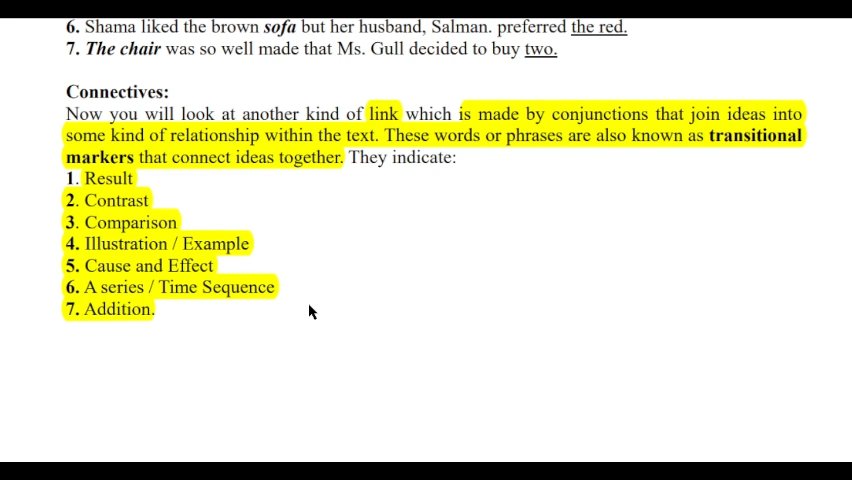 6. Shama liked the brown sofa but her husband, Salman. preferred the red.
7. The chair was so well made that Ms. Gull decided to buy two.
Connectives:
Now you will look at another kind of link which is made by conjunctions that join ideas into
some kind of relationship within the text. These words or phrases are also known as transitional
markers that connect ideas together. They indicate:
1. Result
2. Contrast
3. Comparison
4. Illustration / Example
5. Cause and Effect
6. A series / Time Sequence
7. Addition.